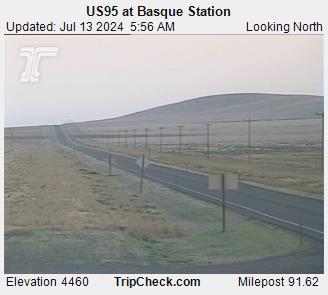 US95 at Basque Station
Updated: Jul 13 2024 5:56 AM Looking North
Elevation 4460 TripCheck.com Milepost 91.62